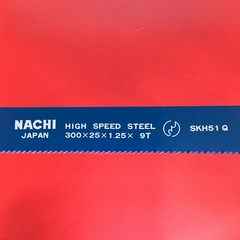 NACHI HIGH SPEED STEEL SKH51 Q
JAPAN 300×25×1.25× 9T